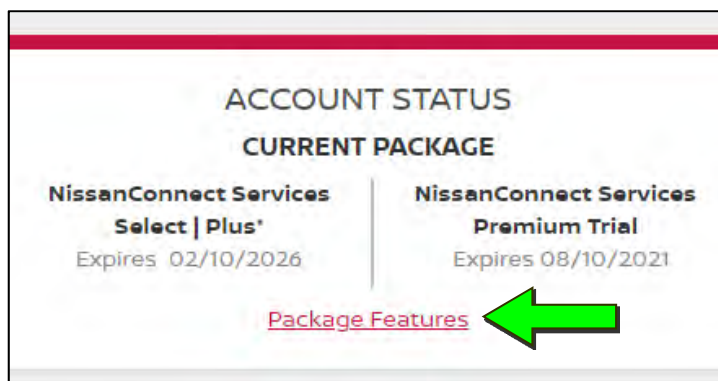 ACCOUNT STATUS
CURRENT PACKAGE
NissanConnect Services
Select | Plus*
Expires 02/10/2026
NissanConnect Services
Premium Trial
Expires 08/10/2021
Package Features